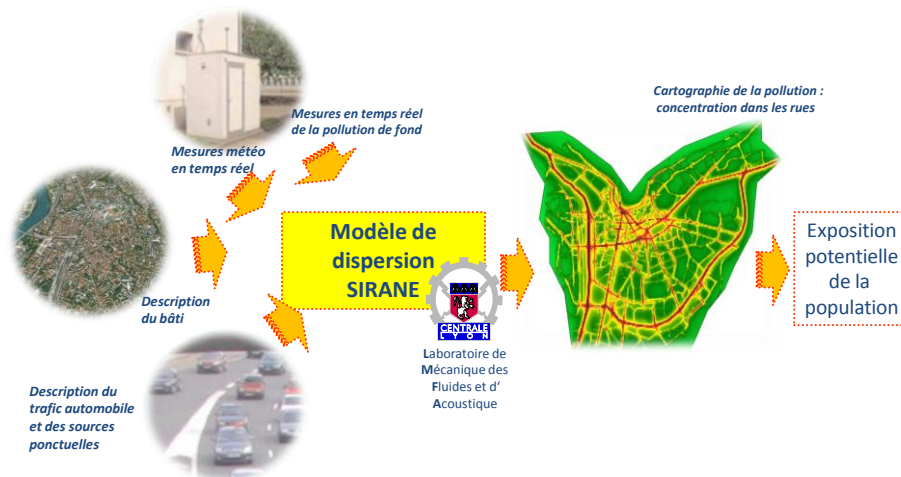 Mesures en temps réel
de la pollution de fond
Mesures météo
en temps réel
Description
du bâti
Description du
trafic automobile
et des sources
ponctuelles
Modèle de
dispersion
SIRANE
CENTRALE
LYON
Laboratoire de
Mécanique des
Fluides et d‘
Acoustique
Cartographie de la pollution :
concentration dans les rues
Exposition
potentielle
de la
population